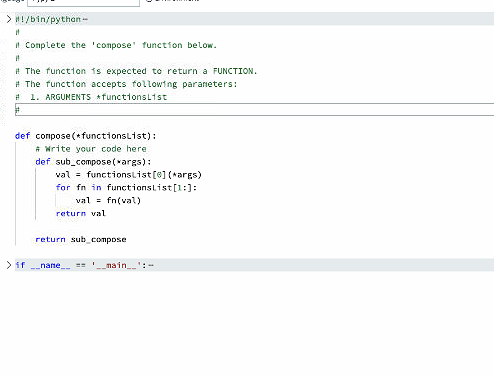 #!/bin/python
#
# Complete the 'compose' function below.
#
# The function is expected to return a FUNCTION.
# The function accepts following parameters:
#  1. ARGUMENTS *functionsList
#
def compose(*functionsList):
    # Write your code here
    def sub_compose(*args):
        val = functionsList[0](*args)
        for fn in functionsList[1:]:
            val = fn(val)
        return val
    return sub_compose
if __name__ == '__main__':